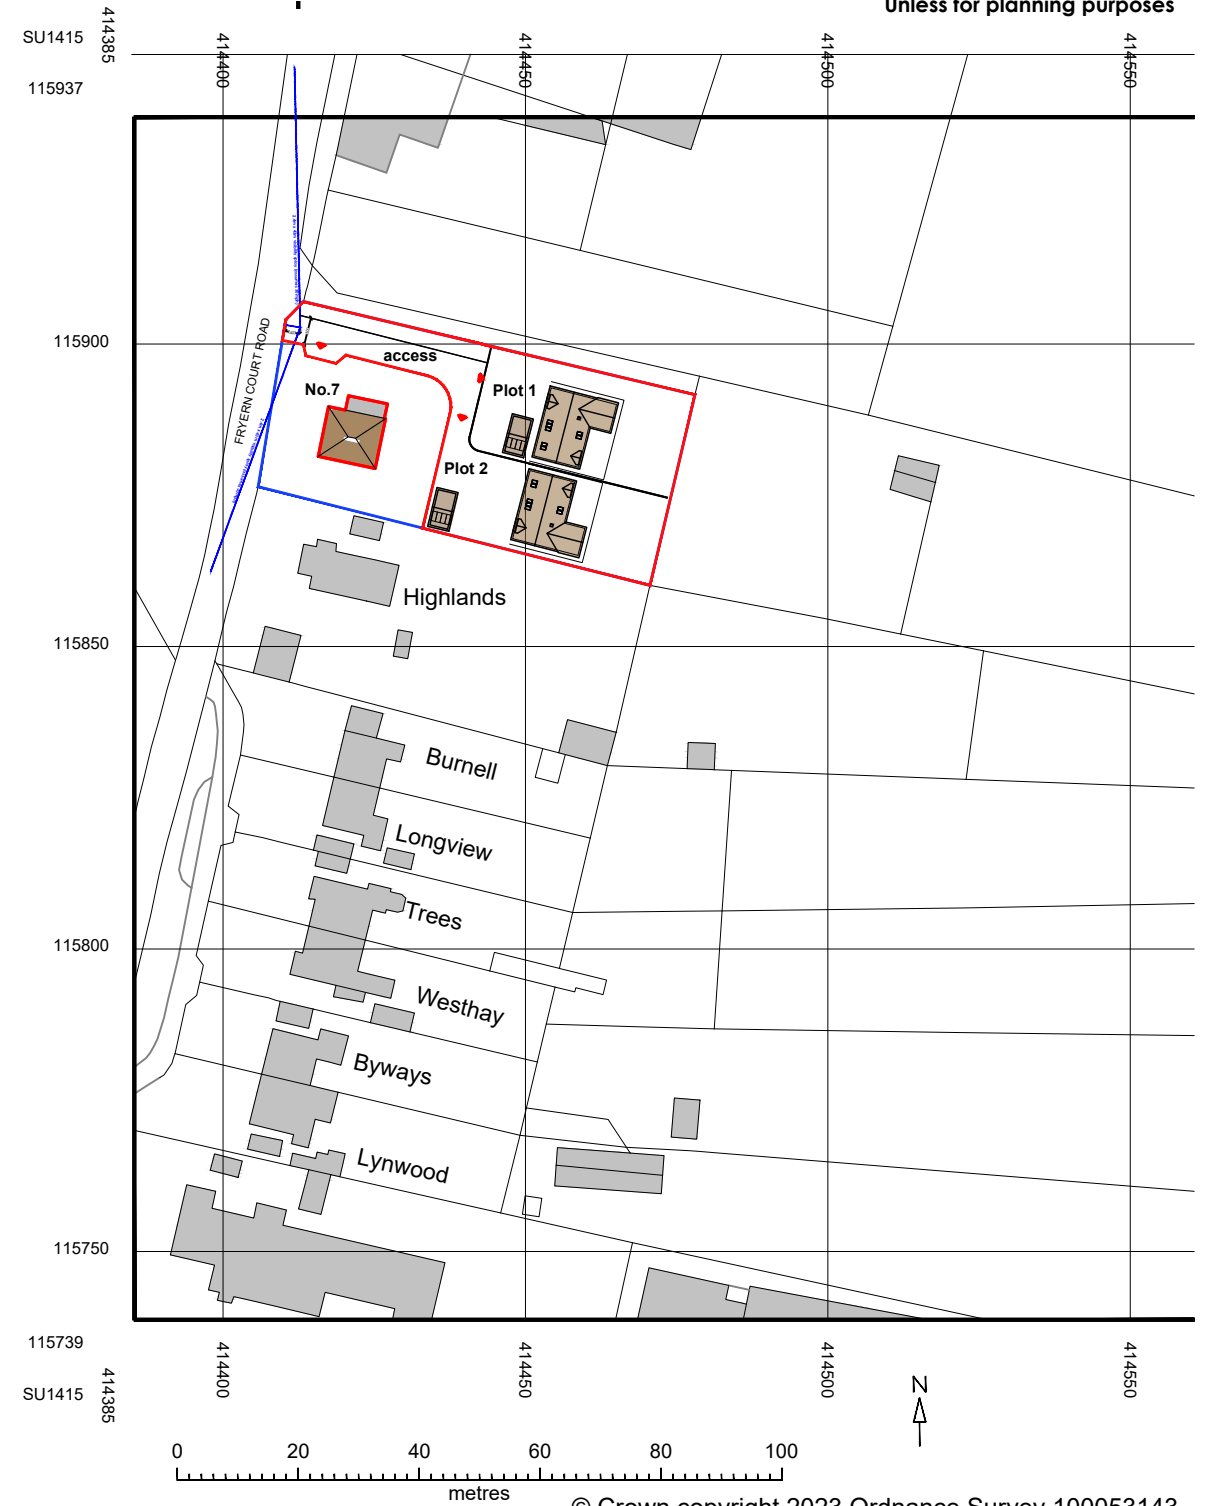 Unless for planning purposes
SU1415
414385
414400
414450
414500
414550
115937
115900
FRYERN COURT ROAD
access
No.7
Plot 1
Plot 2
Highlands
115850
Burnell
Longview
Trees
115800
Westhay
Byways
Lynwood
115750
115739
SU1415
414385
414400
414450
414500
414550
N
0 20 40 60 80 100
metres
© Crown copyright 2023 Ordnance Survey 100053143